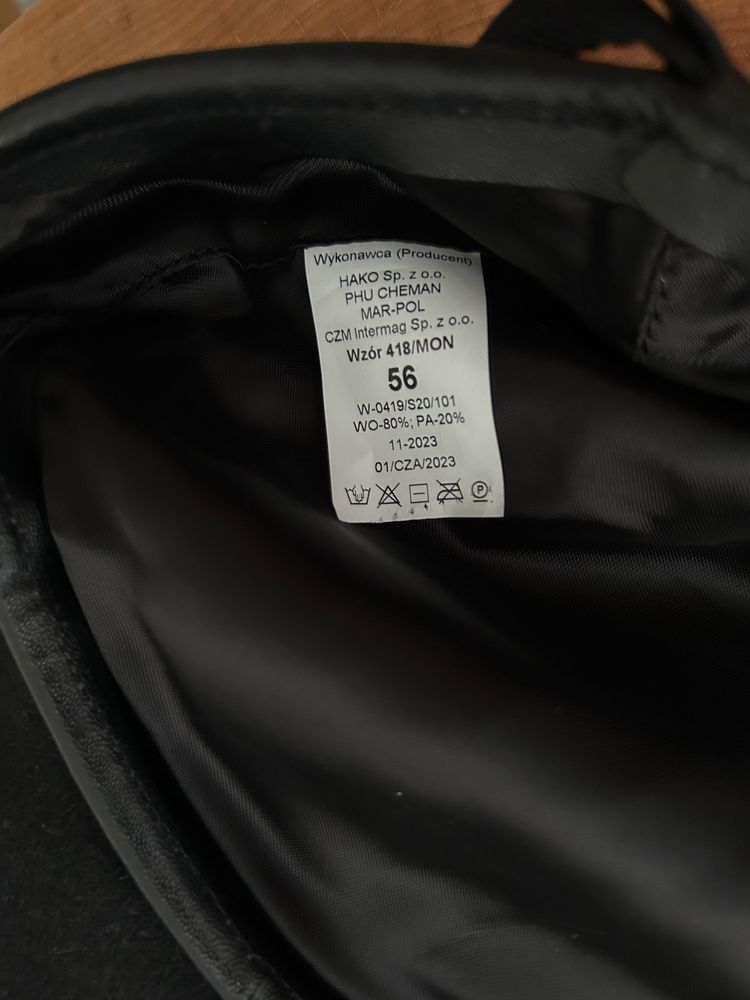 Wykonawca (Producent)
HAKO Sp. z o.o.
PHU CHEMAN
MAR-POL
CZM Intermag Sp. z o.o.
Wzór 418/MON
56
W-0419/S20/101
WO-80%; PA-20%
11-2023
01/CZA/2023
P